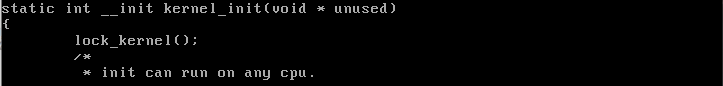 static int __init kernel_init(void * unused)
{
        lock_kernel();
        /*
         * init can run on any cpu.